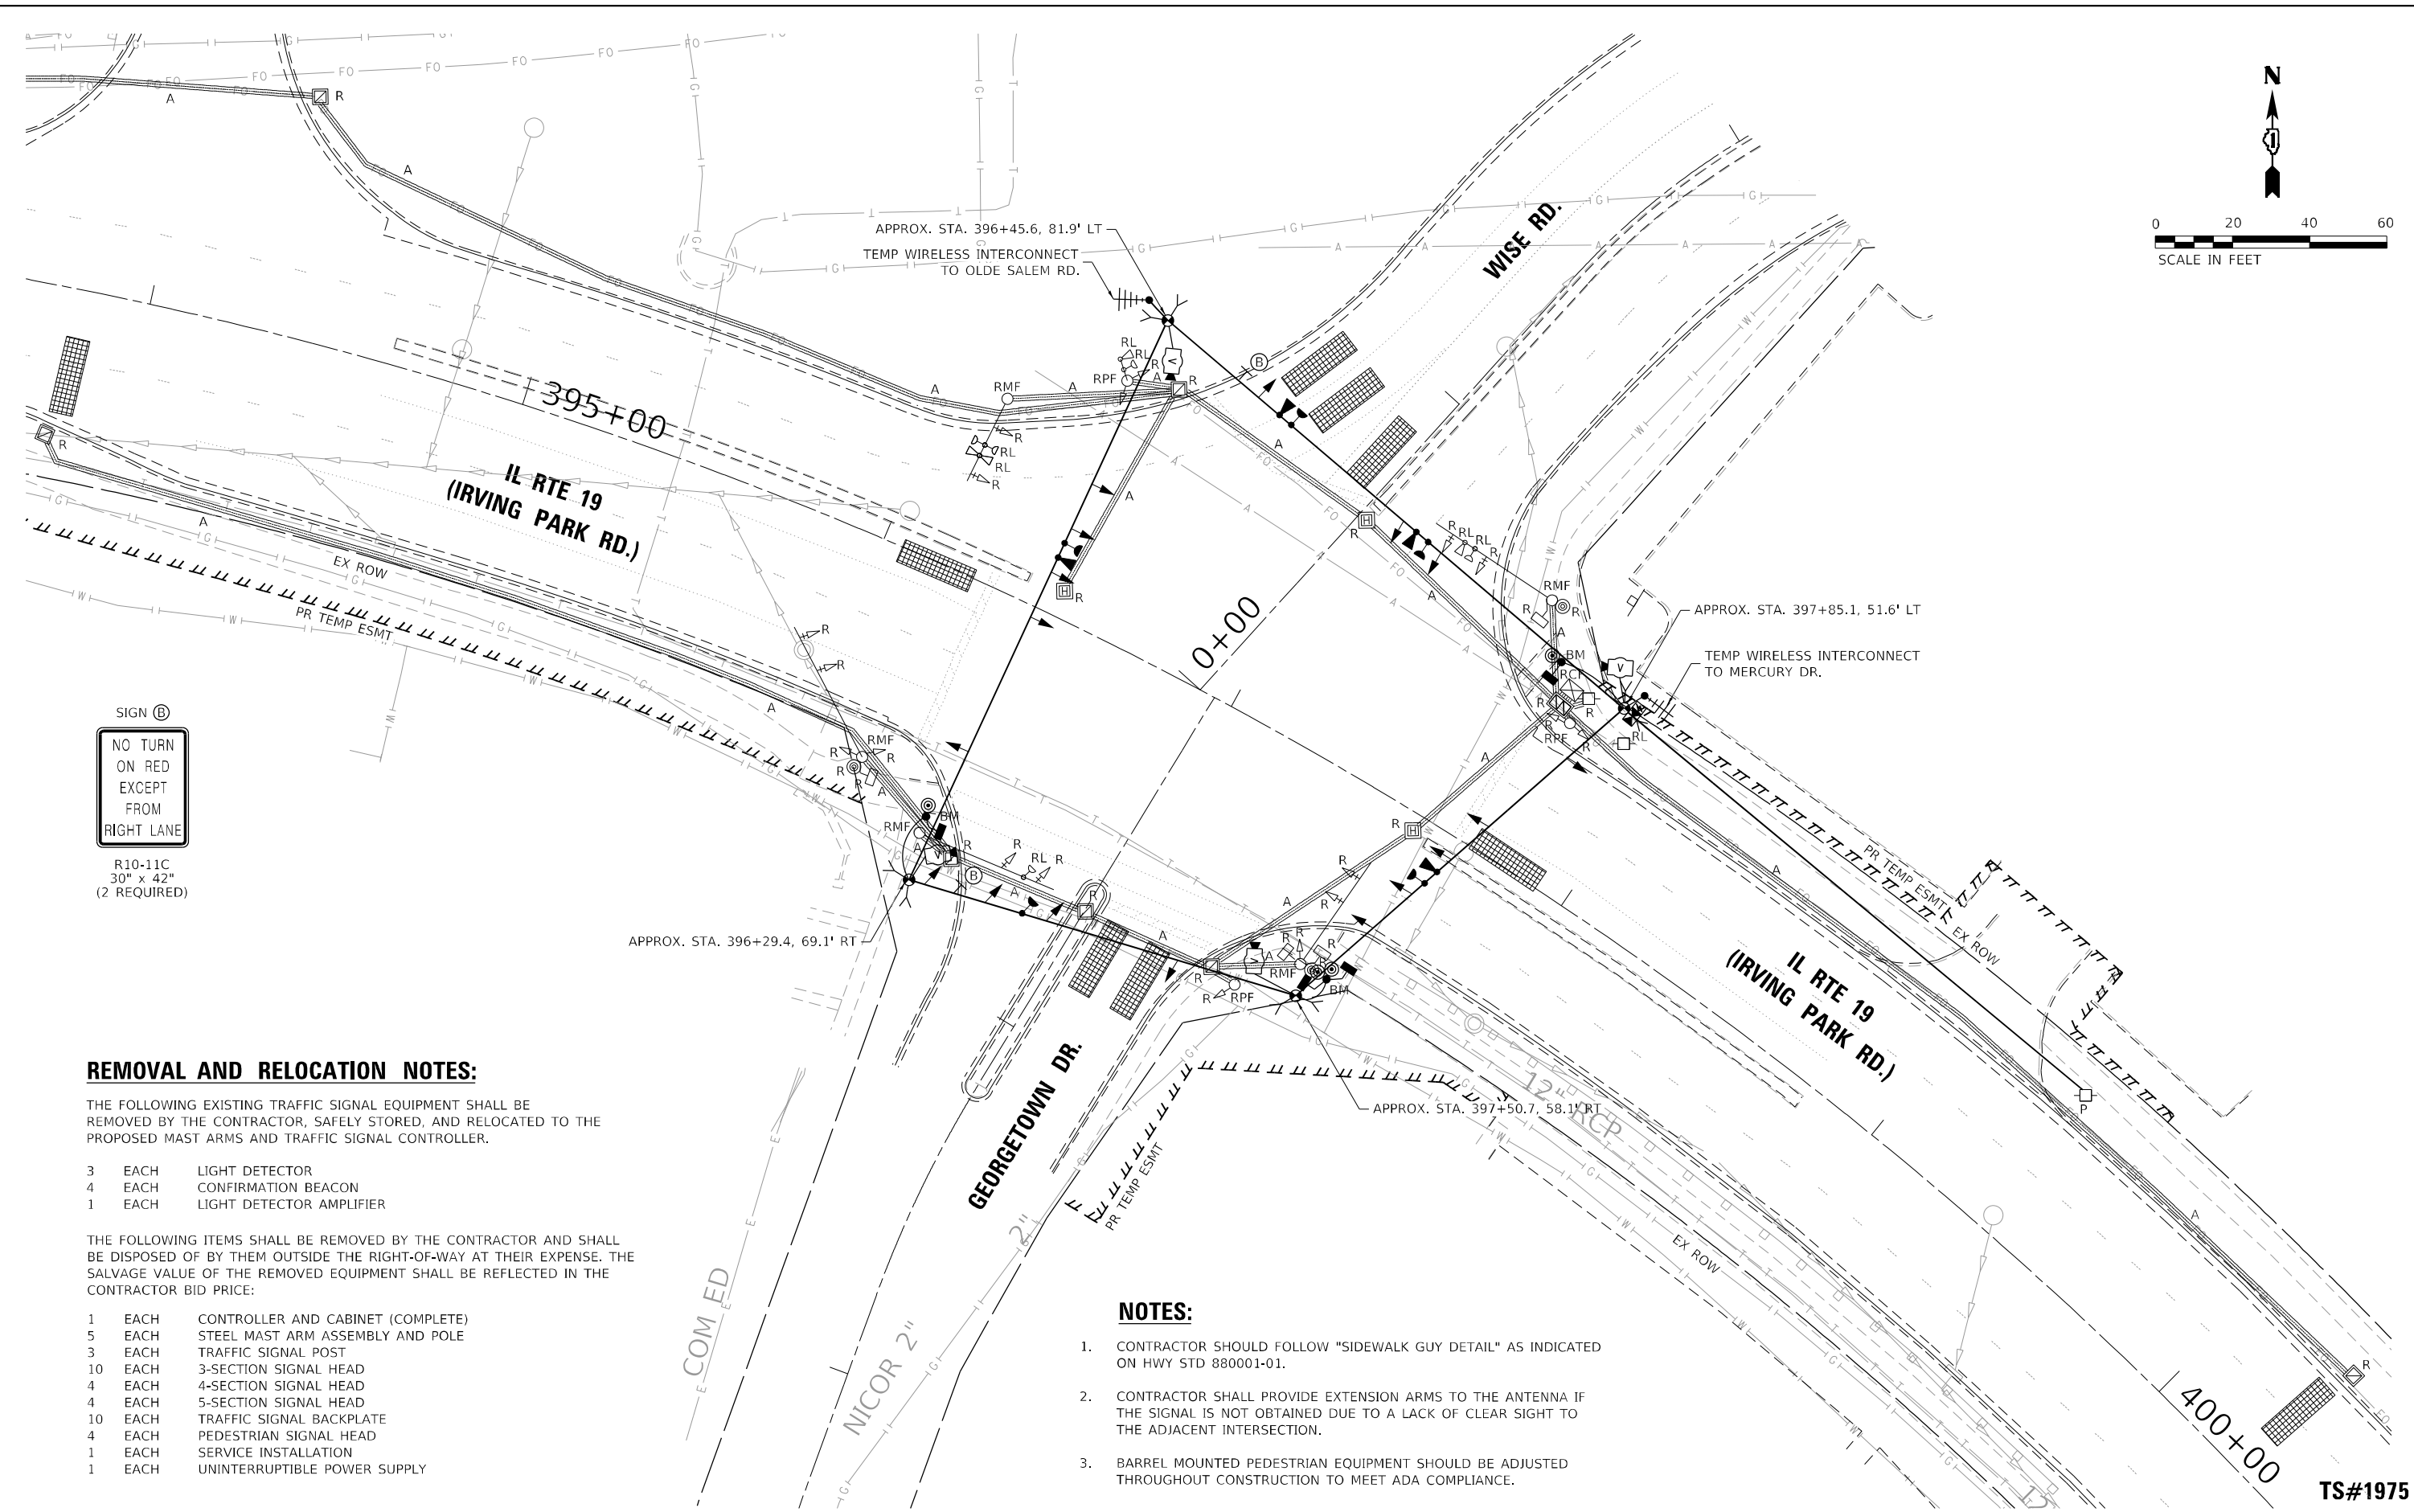 N
0 20 40 60
SCALE IN FEET
WISE RD.
APPROX. STA. 396+45.6, 81.9' LT
TEMP WIRELESS INTERCONNECT
TO OLDE SALEM RD.
395+00
IL RTE 19
(IRVING PARK RD.)
EX ROW
PR TEMP ESMT
0+00
APPROX. STA. 397+85.1, 51.6' LT
TEMP WIRELESS INTERCONNECT
TO MERCURY DR.
SIGN B
NO TURN
ON RED
EXCEPT
FROM
RIGHT LANE
R10-11C
30" x 42"
(2 REQUIRED)
APPROX. STA. 396+29.4, 69.1' RT
PR TEMP ESMT
EX ROW
IL RTE 19
(IRVING PARK RD.)
GEORGETOWN DR.
12" RCP
APPROX. STA. 397+50.7, 58.1' RT
PR TEMP ESMT
2"
EX ROW
COM ED
NICOR 2"
400+00
12"
REMOVAL AND RELOCATION NOTES:
THE FOLLOWING EXISTING TRAFFIC SIGNAL EQUIPMENT SHALL BE
REMOVED BY THE CONTRACTOR, SAFELY STORED, AND RELOCATED TO THE
PROPOSED MAST ARMS AND TRAFFIC SIGNAL CONTROLLER.
3 EACH LIGHT DETECTOR
4 EACH CONFIRMATION BEACON
1 EACH LIGHT DETECTOR AMPLIFIER
THE FOLLOWING ITEMS SHALL BE REMOVED BY THE CONTRACTOR AND SHALL
BE DISPOSED OF BY THEM OUTSIDE THE RIGHT-OF-WAY AT THEIR EXPENSE. THE
SALVAGE VALUE OF THE REMOVED EQUIPMENT SHALL BE REFLECTED IN THE
CONTRACTOR BID PRICE:
1 EACH CONTROLLER AND CABINET (COMPLETE)
5 EACH STEEL MAST ARM ASSEMBLY AND POLE
3 EACH TRAFFIC SIGNAL POST
10 EACH 3-SECTION SIGNAL HEAD
4 EACH 4-SECTION SIGNAL HEAD
4 EACH 5-SECTION SIGNAL HEAD
10 EACH TRAFFIC SIGNAL BACKPLATE
4 EACH PEDESTRIAN SIGNAL HEAD
1 EACH SERVICE INSTALLATION
1 EACH UNINTERRUPTIBLE POWER SUPPLY
NOTES:
1. CONTRACTOR SHOULD FOLLOW "SIDEWALK GUY DETAIL" AS INDICATED
ON HWY STD 880001-01.
2. CONTRACTOR SHALL PROVIDE EXTENSION ARMS TO THE ANTENNA IF
THE SIGNAL IS NOT OBTAINED DUE TO A LACK OF CLEAR SIGHT TO
THE ADJACENT INTERSECTION.
3. BARREL MOUNTED PEDESTRIAN EQUIPMENT SHOULD BE ADJUSTED
THROUGHOUT CONSTRUCTION TO MEET ADA COMPLIANCE.
TS#1975